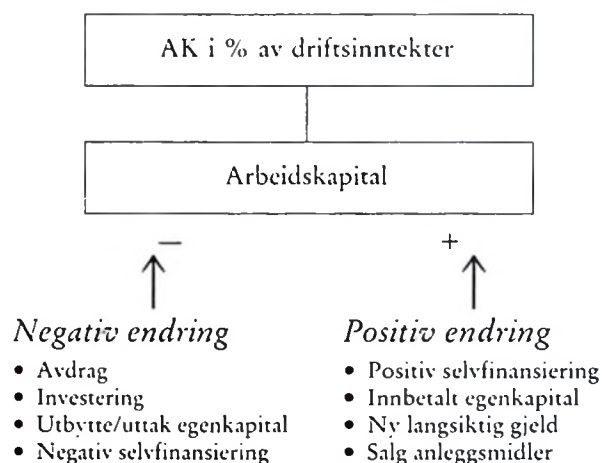 AK i % av driftsinntekter
Arbeidskapital
— +
Negativ endring
• Avdrag
• Investering
• Utbytte/uttak egenkapital
• Negativ selvfinansiering
Positiv endring
• Positiv selvfinansiering
• Innbetalt egenkapital
• Ny langsiktig gjeld
• Salg anleggsmidler